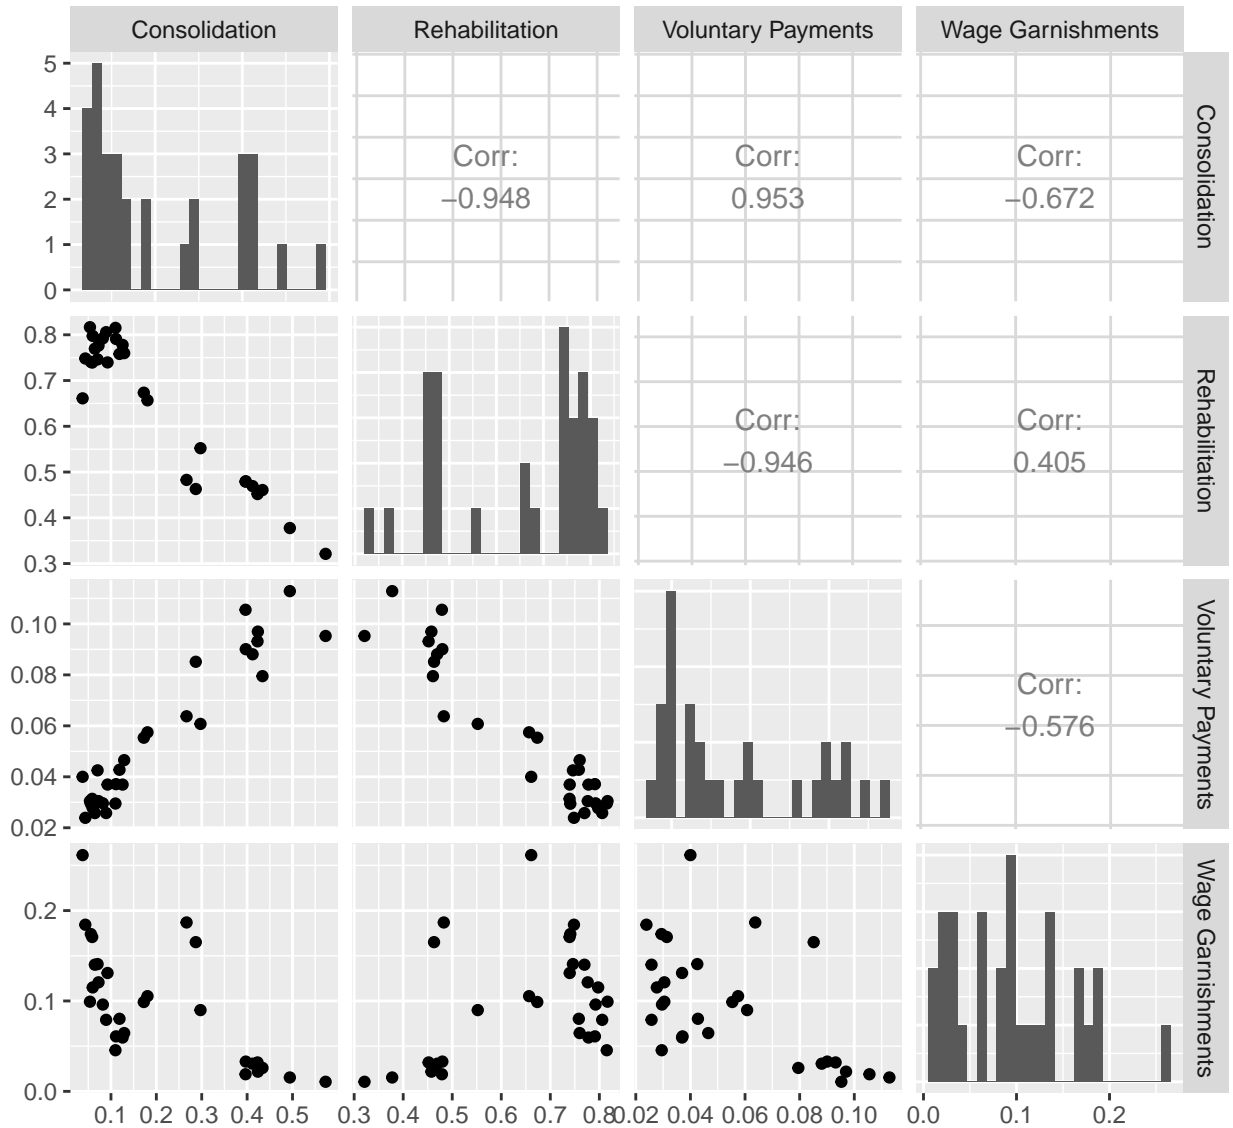 Consolidation Rehabilitation Voluntary Payments Wage Garnishments
5
4
3
2
1
0
Corr:
−0.948
Corr:
0.953
Corr:
−0.672
Consolidation
0.8
0.7
0.6
0.5
0.4
0.3
Corr:
−0.946
Corr:
0.405
Rehabilitation
0.10
0.08
0.06
0.04
0.02
Corr:
−0.576
Voluntary Payments
0.2
0.1
0.0
Wage Garnishments
0.1 0.2 0.3 0.4 0.5 0.3 0.4 0.5 0.6 0.7 0.8 0.02 0.04 0.06 0.08 0.10 0.0 0.1 0.2